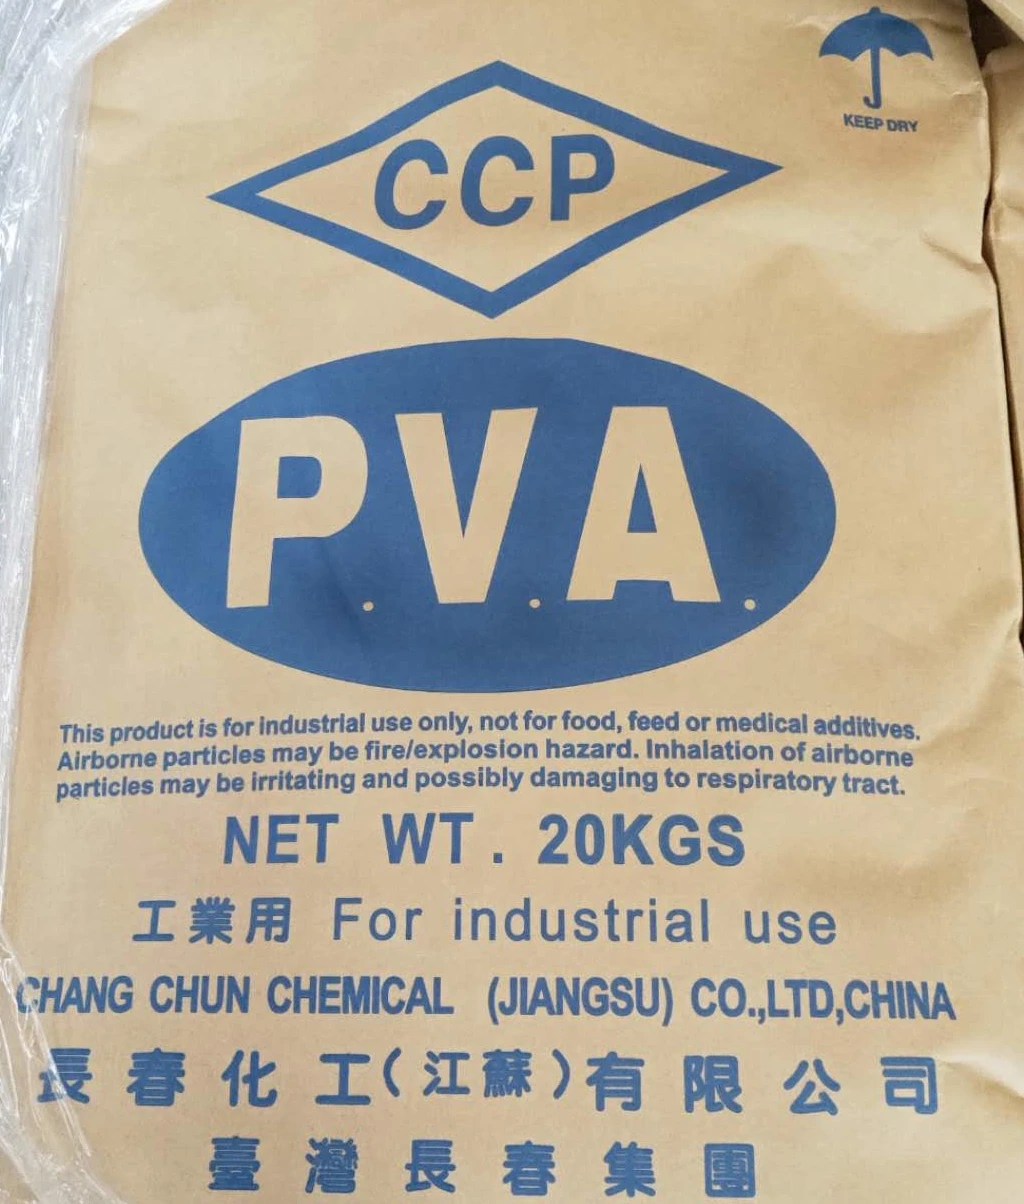 KEEP DRY
CCP
P.V.A.
This product is for industrial use only, not for food, feed or medical additives.
Airborne particles may be fire/explosion hazard. Inhalation of airborne
particles may be irritating and possibly damaging to respiratory tract.
NET WT. 20KGS
工業用 For industrial use
CHANG CHUN CHEMICAL (JIANGSU) CO.,LTD,CHINA
長春化工(江蘇)有限公司
臺灣長春集團